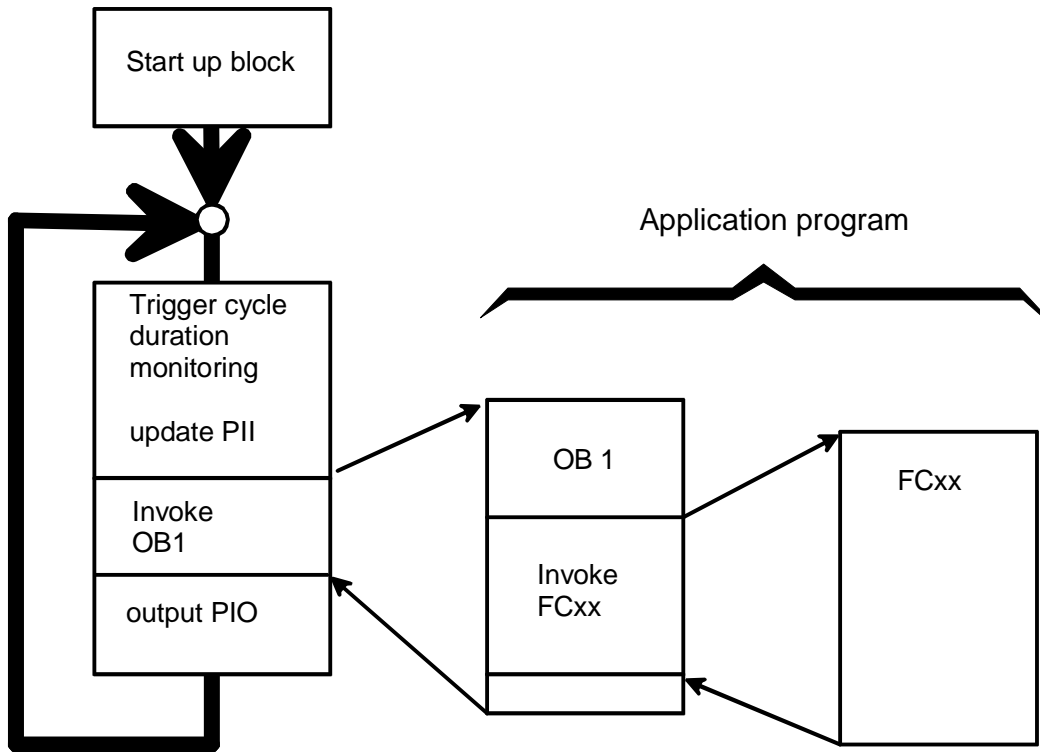 Start up block
Application program
Trigger cycle
duration
monitoring
update PII
Invoke
OB1
output PIO
OB 1
Invoke
FCxx
FCxx